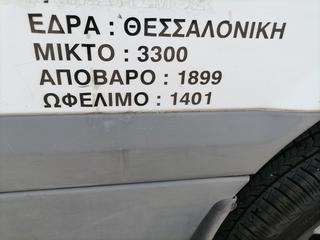 ΕΔΡΑ : ΘΕΣΣΑΛΟΝΙΚΗ
ΜΙΚΤΟ : 3300
ΑΠΟΒΑΡΟ : 1899
ΩΦΕΛΙΜΟ : 1401